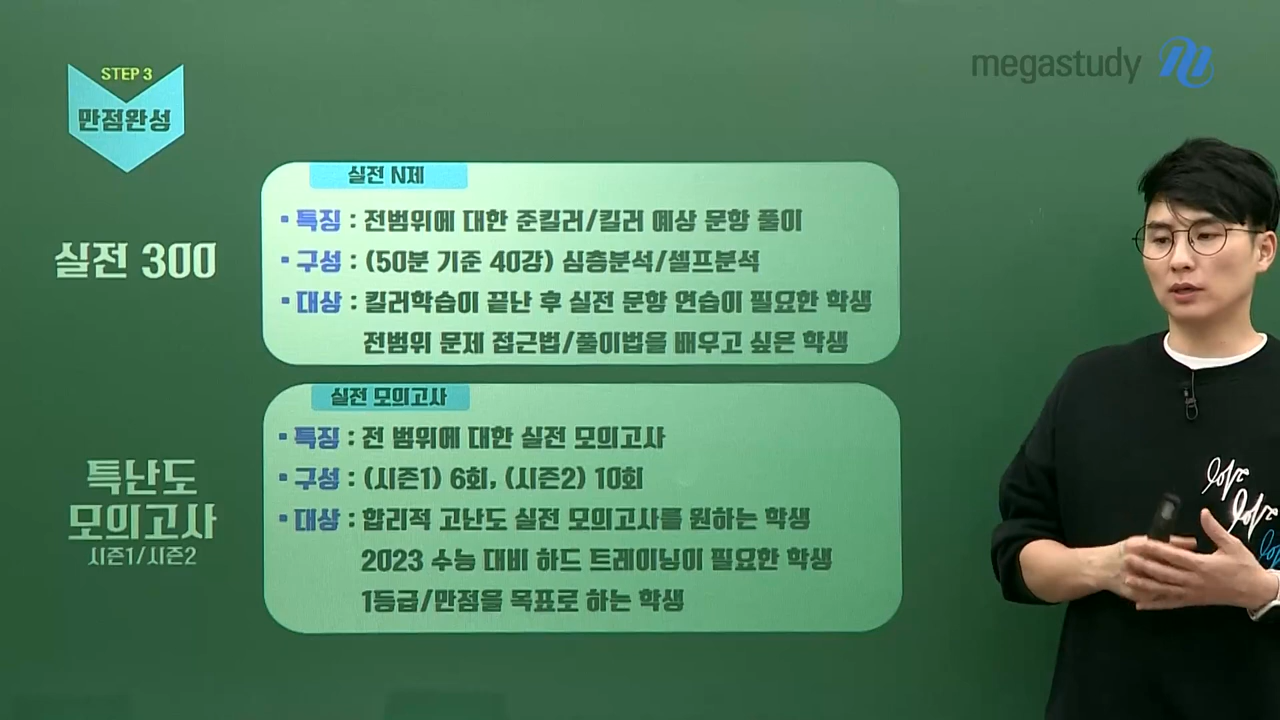 megastudy
STEP 3
만점완성
실전 300
실전 N제
▪ 특징 : 전범위에 대한 준킬러/킬러 예상 문항 풀이
▪ 구성 : (50분 기준 40강) 심층분석/셀프분석
▪ 대상 : 킬러학습이 끝난 후 실전 문항 연습이 필요한 학생
전범위 문제 접근법/풀이법을 배우고 싶은 학생
특난도
모의고사
시즌1/시즌2
실전 모의고사
▪ 특징 : 전 범위에 대한 실전 모의고사
▪ 구성 : (시즌1) 6회, (시즌2) 10회
▪ 대상 : 합리적 고난도 실전 모의고사를 원하는 학생
2023 수능 대비 하드 트레이닝이 필요한 학생
1등급/만점을 목표로 하는 학생
love
love